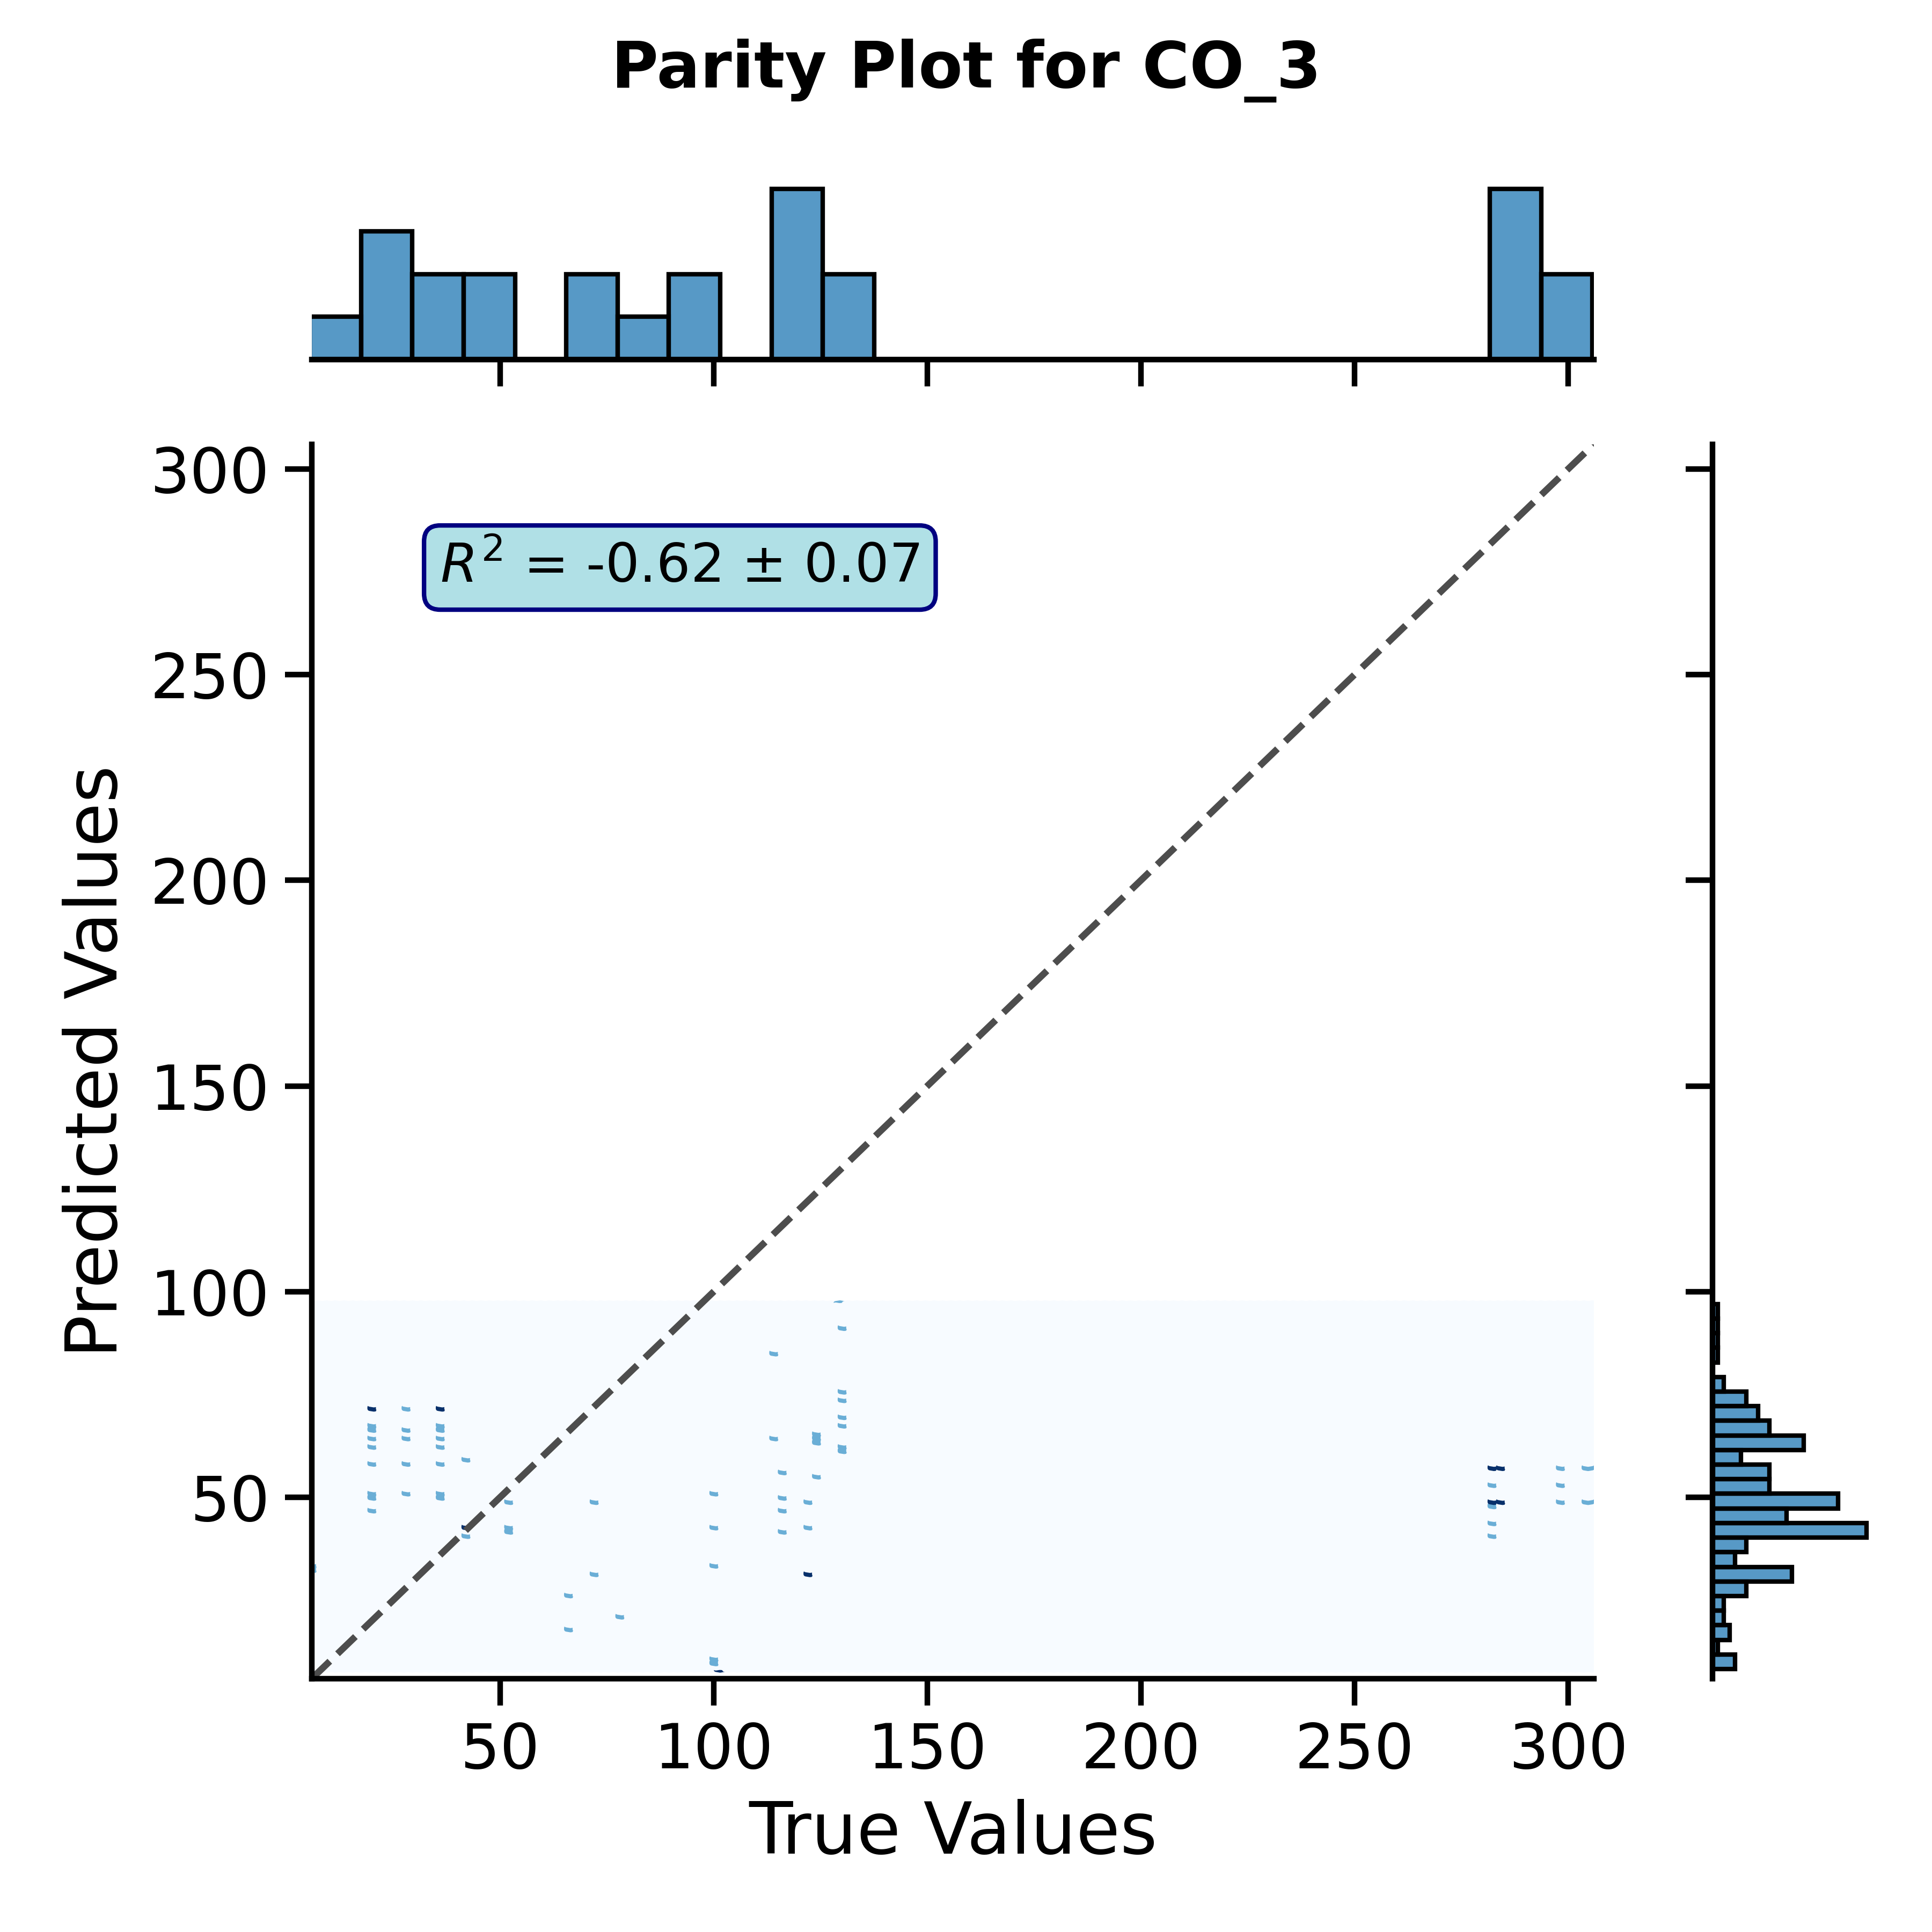 Parity Plot for CO_3
R² = -0.62 ± 0.07
300
250
200
150
100
50
Predicted Values
50 100 150 200 250 300
True Values